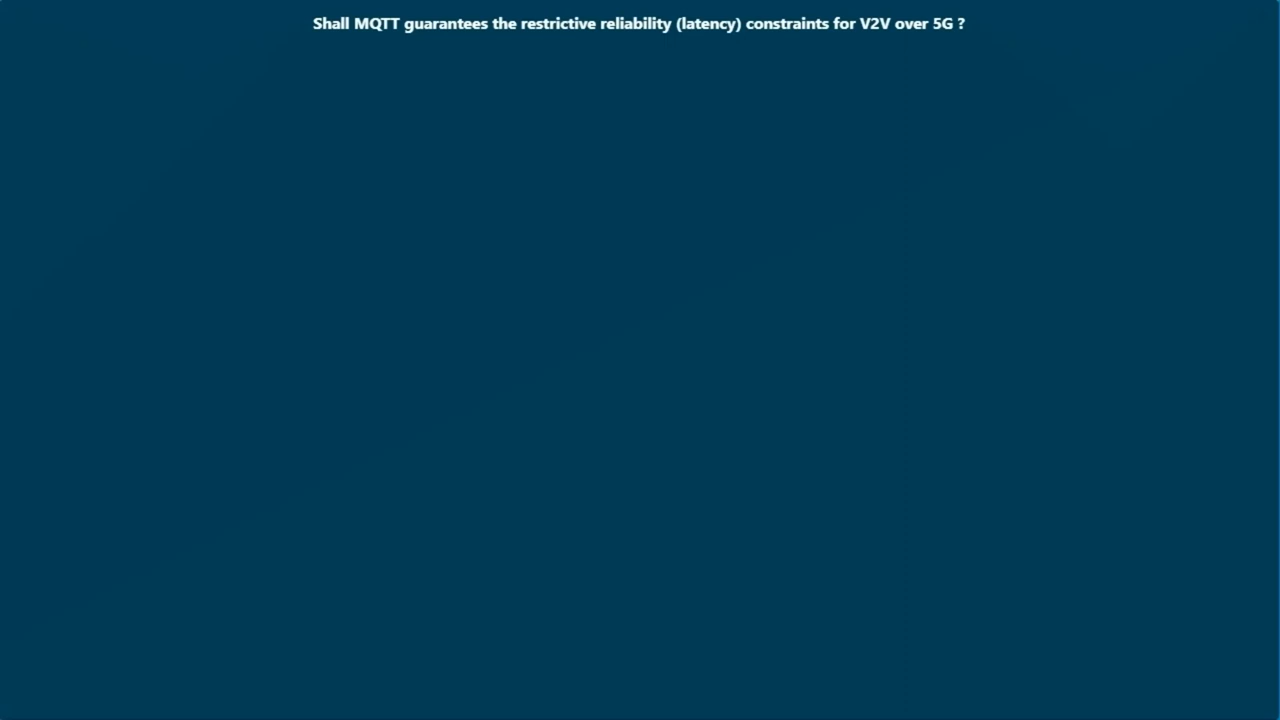 Shall MQTT guarantees the restrictive reliability (latency) constraints for V2V over 5G ?